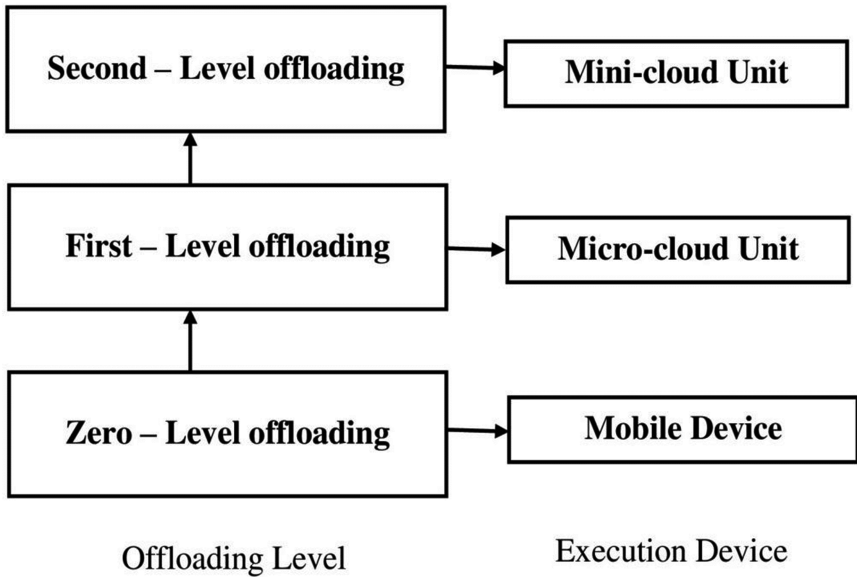 Second – Level offloading
Mini-cloud Unit
First – Level offloading
Micro-cloud Unit
Zero – Level offloading
Mobile Device
Offloading Level
Execution Device